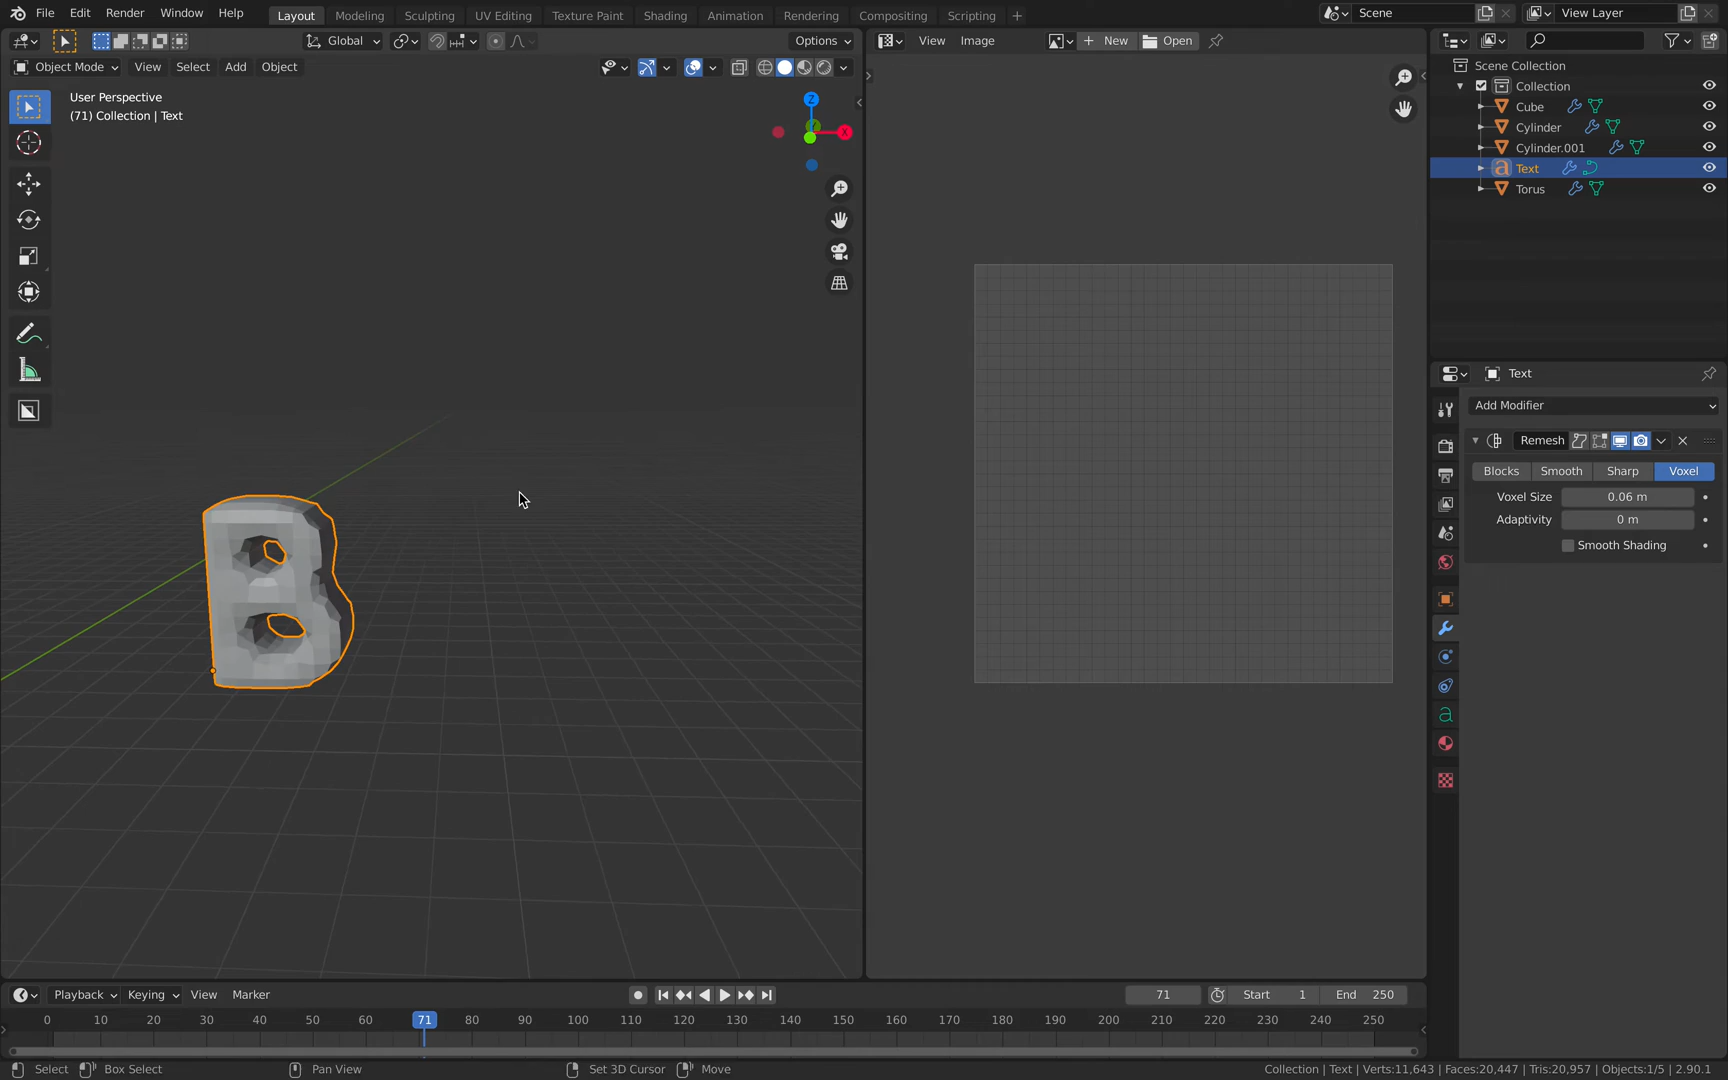 File Edit Render Window Help Layout Modeling Sculpting UV Editing Texture Paint Shading Animation Rendering Compositing Scripting + Scene View Layer
Global Options View Image + New Open
Object Mode View Select Add Object
User Perspective
(71) Collection | Text
Z
X
Y
Scene Collection
Collection
Cube
Cylinder
Cylinder.001
Text
Torus
Text
Add Modifier
Remesh
Blocks Smooth Sharp Voxel
Voxel Size 0.06 m
Adaptivity 0 m
Smooth Shading
B
Playback Keying View Marker 71 Start 1 End 250
0 10 20 30 40 50 60 71 80 90 100 110 120 130 140 150 160 170 180 190 200 210 220 230 240 250
Select Box Select Pan View Set 3D Cursor Move Collection | Text | Verts:11,643 | Faces:20,447 | Tris:20,957 | Objects:1/5 | 2.90.1